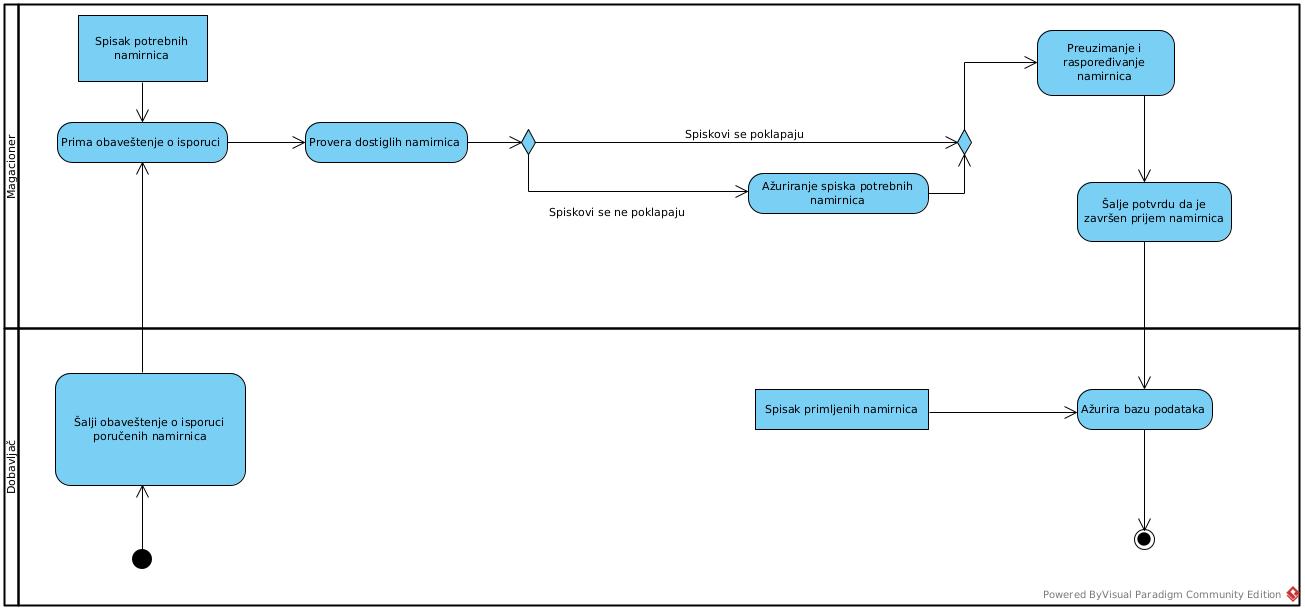 Magacioner
Spisak potrebnih
namirnica
Prima obaveštenje o isporuci
Provera dostiglih namirnica
Spiskovi se poklapaju
Spiskovi se ne poklapaju
Ažuriranje spiska potrebnih
namirnica
Preuzimanje i
raspoređivanje
namirnica
Šalje potvrdu da je
završen prijem namirnica
Dobavljač
Šalji obaveštenje o isporuci
poručenih namirnica
Spisak primljenih namirnica
Ažurira bazu podataka
Powered ByVisual Paradigm Community Edition